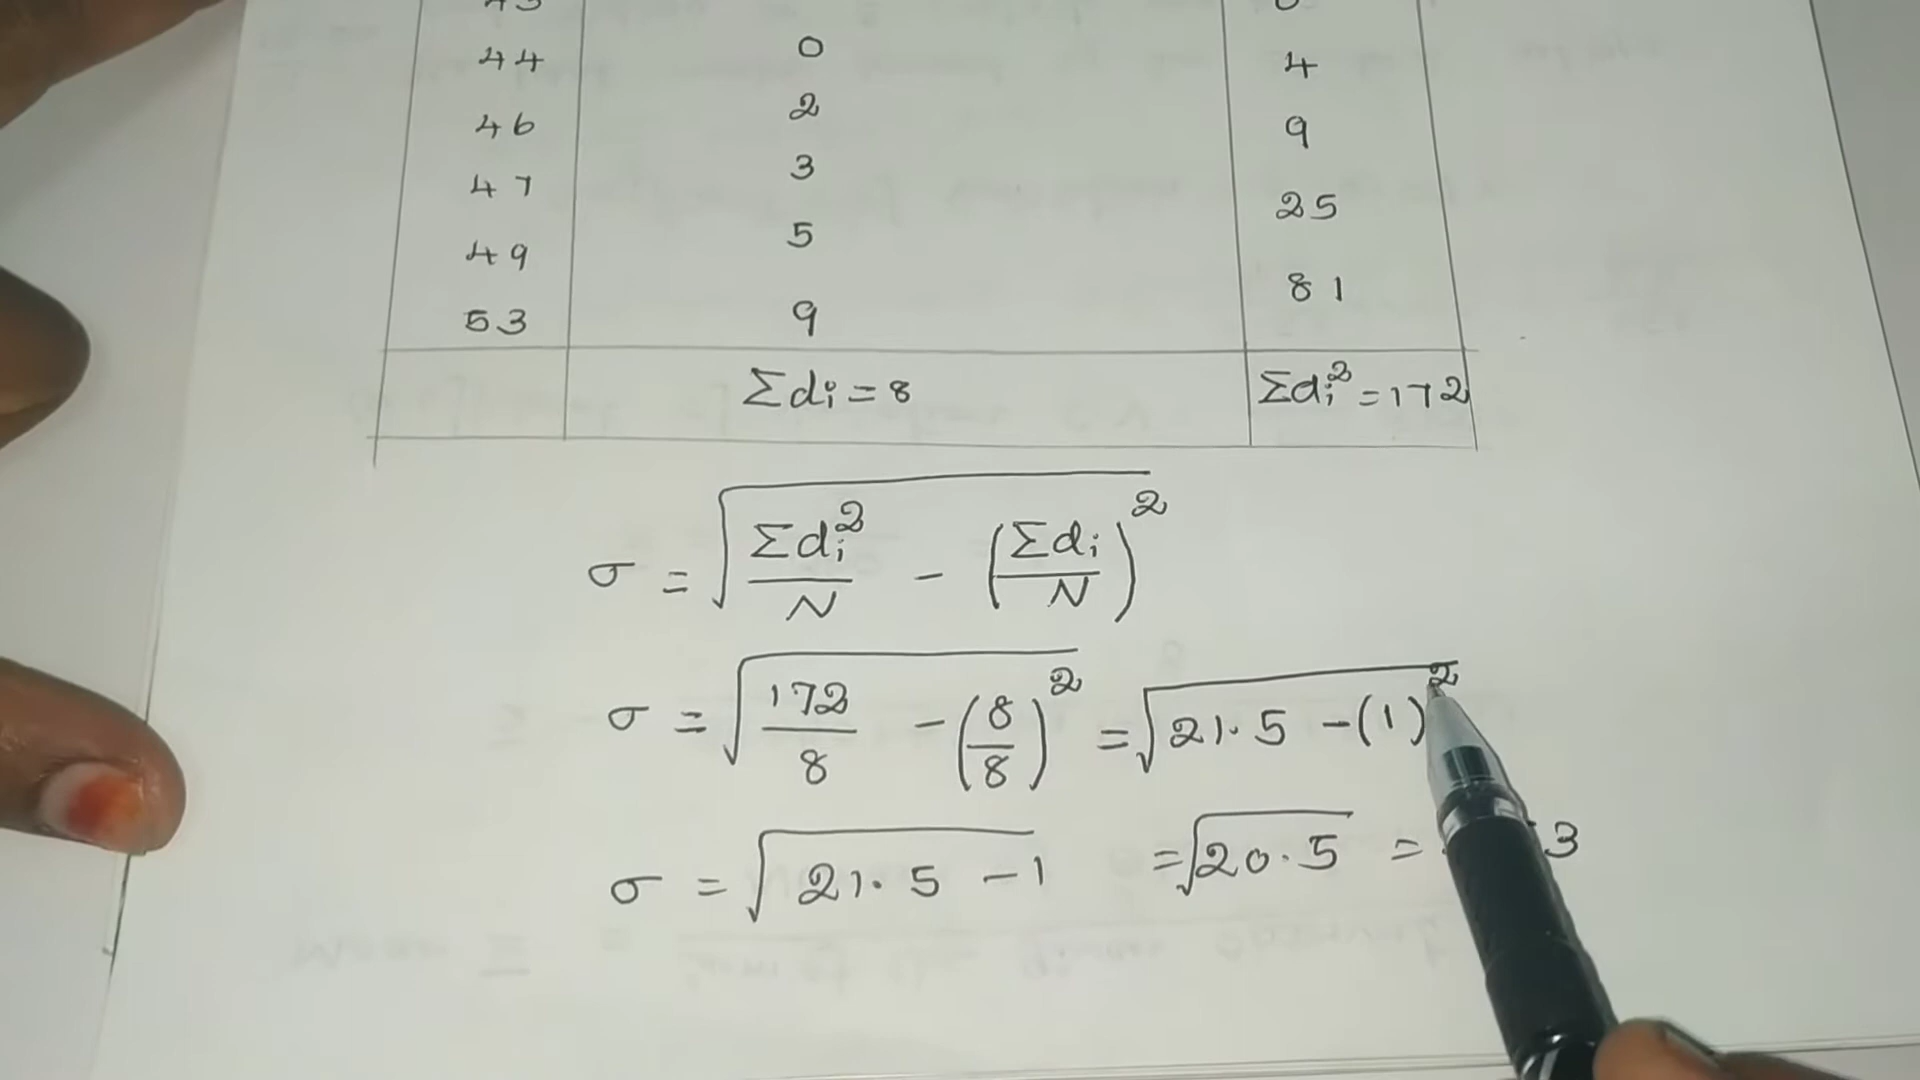 44 0 4
46 2 9
47 3 25
49 5 81
53 9
Σdᵢ = 8 Σdᵢ² = 172
σ = √(Σdᵢ²/N - (Σdᵢ/N)²)
σ = √(172/8 - (8/8)²) = √(21.5 - (1)²)
σ = √(21.5 - 1) = √20.5 = 3